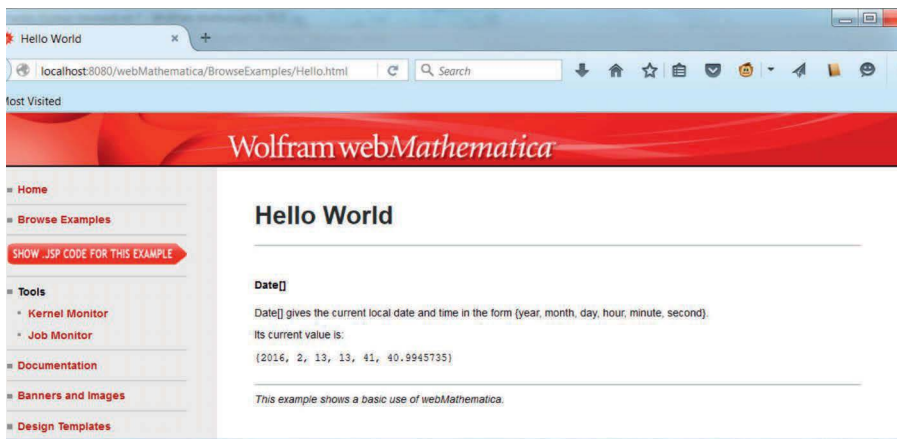 Hello World
localhost:8080/webMathematica/BrowseExamples/Hello.html
Search
Most Visited
Wolfram webMathematica
Home
Browse Examples
SHOW .JSP CODE FOR THIS EXAMPLE
Tools
Kernel Monitor
Job Monitor
Documentation
Banners and Images
Design Templates
Hello World
Date[]
Date[] gives the current local date and time in the form {year, month, day, hour, minute, second}.
Its current value is:
{2016, 2, 13, 13, 41, 40.9945735}
This example shows a basic use of webMathematica.